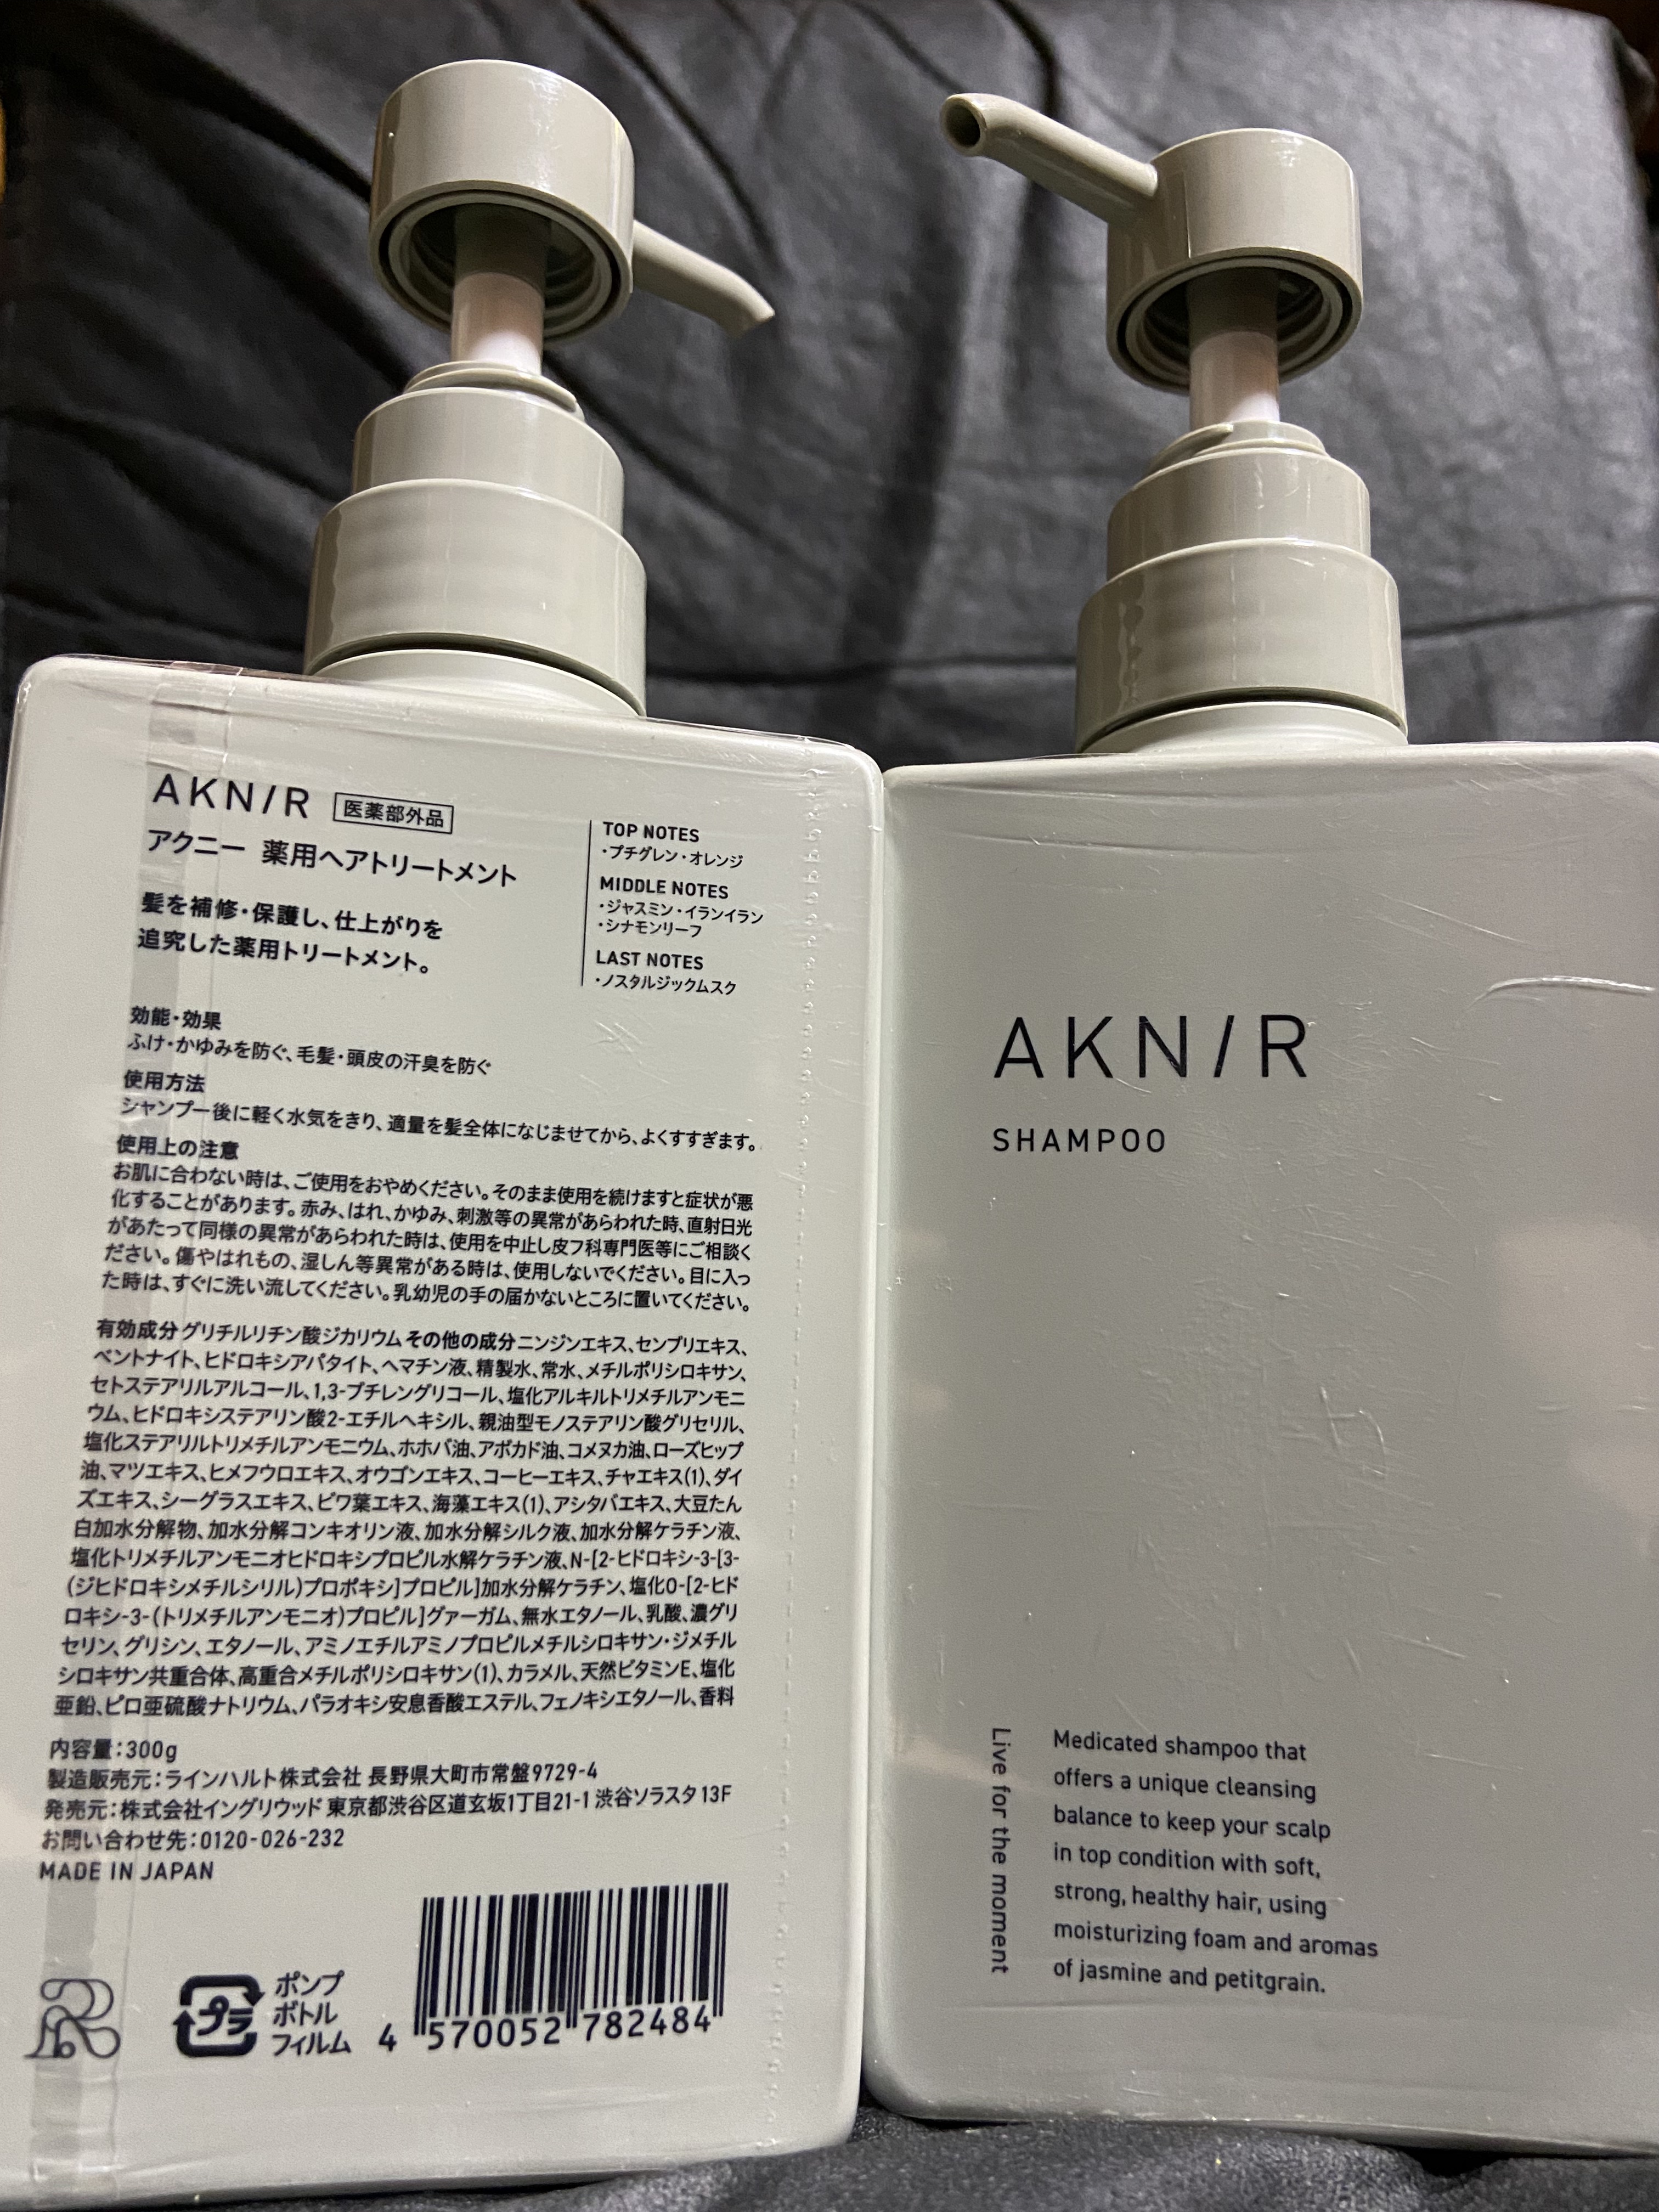 AKN/R 医薬部外品
アクニー 薬用ヘアトリートメント
髪を補修・保護し、仕上がりを
追究した薬用トリートメント。
TOP NOTES
・プチグレン・オレンジ
MIDDLE NOTES
・ジャスミン・イランイラン
・シナモンリーフ
LAST NOTES
・ノスタルジックムスク
効能・効果
ふけ・かゆみを防ぐ、毛髪・頭皮の汗臭を防ぐ
使用方法
シャンプー後に軽く水気をきり、適量を髪全体になじませてから、よくすすぎます。
使用上の注意
お肌に合わない時は、ご使用をおやめください。そのまま使用を続けますと症状が悪
化することがあります。赤み、はれ、かゆみ、刺激等の異常があらわれた時、直射日光
があたって同様の異常があらわれた時は、使用を中止し皮フ科専門医等にご相談く
ださい。傷やはれもの、湿しん等異常がある時は、使用しないでください。目に入っ
た時は、すぐに洗い流してください。乳幼児の手の届かないところに置いてください。
有効成分 グリチルリチン酸ジカリウム その他の成分 ニンジンエキス、センブリエキス、
ベントナイト、ヒドロキシアパタイト、ヘマチン液、精製水、常水、メチルポリシロキサン、
セトステアリルアルコール、1,3-ブチレングリコール、塩化アルキルトリメチルアンモニ
ウム、ヒドロキシステアリン酸2-エチルヘキシル、親油型モノステアリン酸グリセリル、
塩化ステアリルトリメチルアンモニウム、ホホバ油、アボカド油、コメヌカ油、ローズヒップ
油、マツエキス、ヒメフウロエキス、オウゴンエキス、コーヒーエキス、チャエキス(1)、ダイ
ズエキス、シーグラスエキス、ビワ葉エキス、海藻エキス(1)、アシタバエキス、大豆たん
白加水分解物、加水分解コンキオリン液、加水分解シルク液、加水分解ケラチン液、
塩化トリメチルアンモニオヒドロキシプロピル水解ケラチン液、N-[2-ヒドロキシ-3-[3-
(ジヒドロキシメチルシリル)プロポキシ]プロピル]加水分解ケラチン、塩化O-[2-ヒド
ロキシ-3-(トリメチルアンモニオ)プロピル]グァーガム、無水エタノール、乳酸、濃グリ
セリン、グリシン、エタノール、アミノエチルアミノプロピルメチルシロキサン・ジメチル
シロキサン共重合体、高重合メチルポリシロキサン(1)、カラメル、天然ビタミンE、塩化
亜鉛、ピロ亜硫酸ナトリウム、パラオキシ安息香酸エステル、フェノキシエタノール、香料
内容量：300g
製造販売元：ラインハルト株式会社 長野県大町市常盤9729-4
発売元：株式会社イングリウッド 東京都渋谷区道玄坂1丁目21-1 渋谷ソラスタ13F
お問い合わせ先：0120-026-232
MADE IN JAPAN
プラ
ポンプ
ボトル
フィルム
4 570052 782484
AKN/R
SHAMPOO
Live for the moment
Medicated shampoo that
offers a unique cleansing
balance to keep your scalp
in top condition with soft,
strong, healthy hair, using
moisturizing foam and aromas
of jasmine and petitgrain.